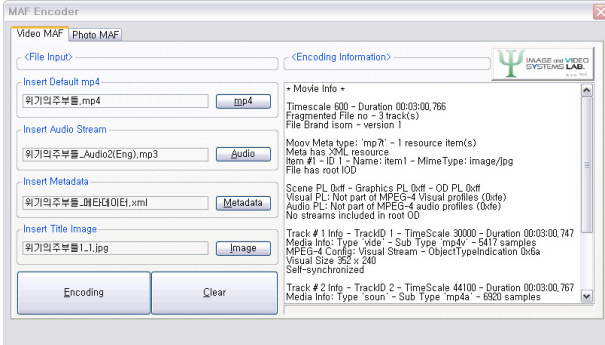 MAF Encoder
Video MAF
Photo MAF
<File Input>
Insert Default mp4
위기의주부들.mp4
mp4
Insert Audio Stream
위기의주부들_Audio2(Eng).mp3
Audio
Insert Metadata
위기의주부들_메타데이터.xml
Metadata
Insert Title Image
위기의주부들1_1.jpg
Image
Encoding
Clear
<Encoding Information>
IMAGE and VIDEO
SYSTEMS LAB.
* Movie Info *
Timescale 600 - Duration 00:03:00.766
Fragmented File no - 3 track(s)
File Brand isom - version 1
Moov Meta type: 'mp7t' - 1 resource item(s)
Meta has XML resource
Item #1 - ID 1 - Name: item1 - MimeType: image/jpg
File has root IOD
Scene PL 0xff - Graphics PL 0xff - OD PL 0xff
Visual PL: Not part of MPEG-4 Visual profiles (0xfe)
Audio PL: Not part of MPEG-4 audio profiles (0xfe)
No streams included in root OD
Track # 1 Info - TrackID 1 - TimeScale 30000 - Duration 00:03:00.747
Media Info: Type 'vide' - Sub Type 'mp4v' - 5417 samples
MPEG-4 Config: Visual Stream - ObjectTypeIndication 0x6a
Visual Size 352 x 240
Self-synchronized
Track # 2 Info - TrackID 2 - TimeScale 44100 - Duration 00:03:00.767
Media Info: Type 'soun' - Sub Type 'mp4a' - 6920 samples